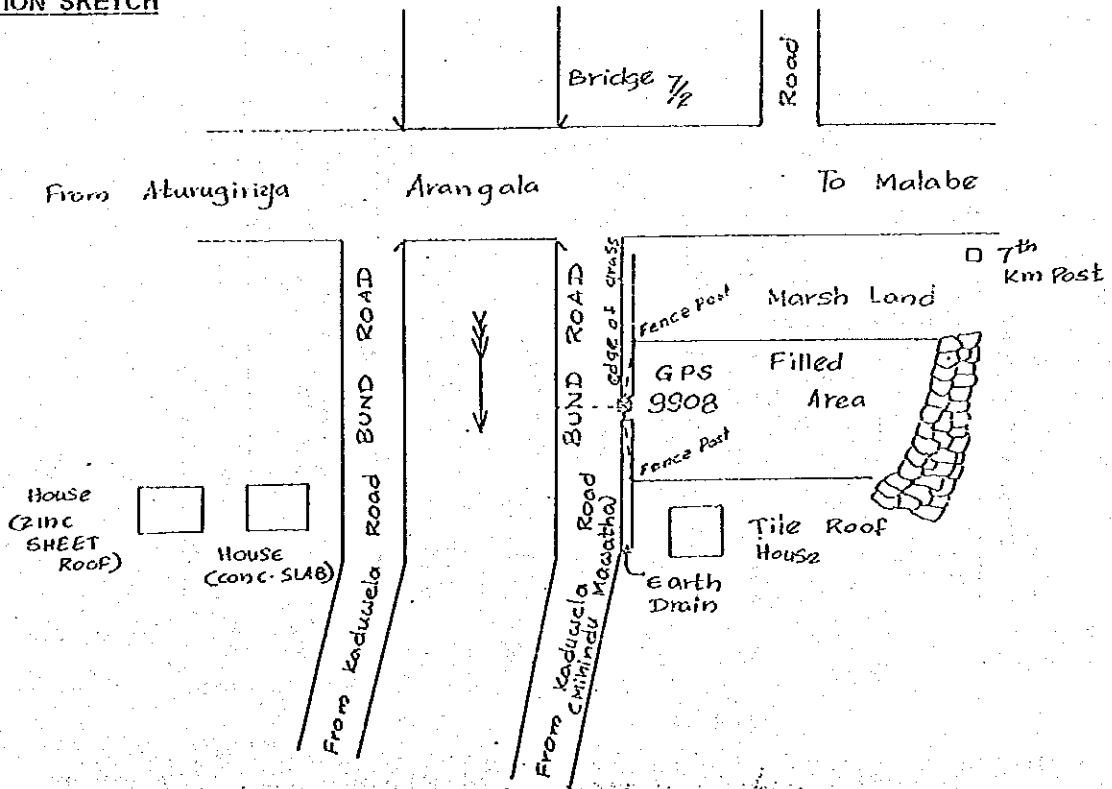 ION SKETCH
Bridge 7/2
Road
From Aturugiriya
Arangala
To Malabe
7th
Km Post
BUND ROAD
BUND ROAD
edge of grass
Fence Post
Marsh Land
GPS
9908
Filled
Area
Fence Post
House
(ZINC
SHEET
ROOF)
House
(conc. SLAB)
Tile Roof
House
Earth
Drain
From Kaduwela Road
From Kaduwela Road
(Mihindu Mawatha)